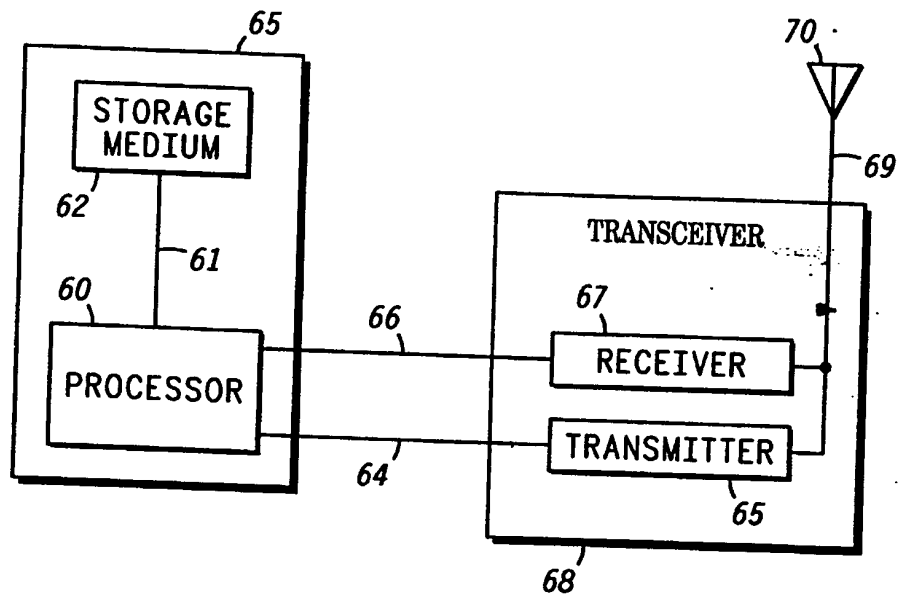 65
70
STORAGE
MEDIUM
62
69
61
TRANSCEIVER
60
67
66
RECEIVER
PROCESSOR
TRANSMITTER
64
65
68